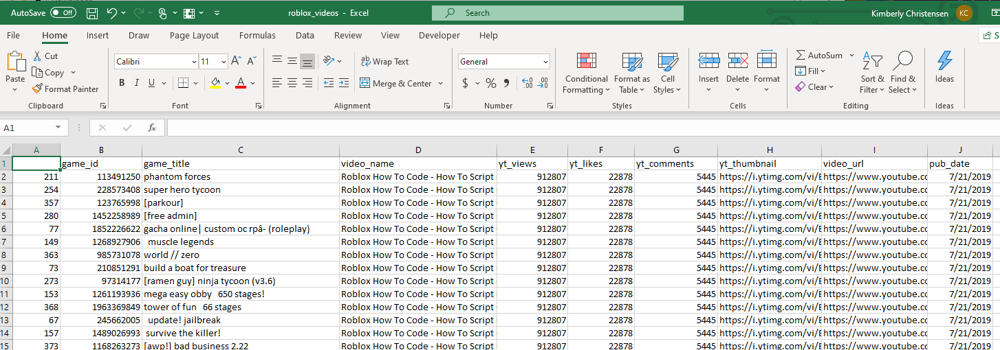 AutoSave Off roblox_videos - Excel Search Kimberly Christensen KC
File Home Insert Draw Page Layout Formulas Data Review View Developer Help S
Paste Cut Copy Format Painter Clipboard
Calibri 11 A A B I U A Font
ab Wrap Text Merge & Center Alignment
General $ % , .00 .00 Number
Conditional Formatting Format as Table Cell Styles Styles
Insert Delete Format Cells
AutoSum Fill Clear Sort & Filter Find & Select Editing
Ideas Ideas
A1 fx
A B C D E F G H I J
1 game_id game_title video_name yt_views yt_likes yt_comments yt_thumbnail video_url pub_date
2 211 113491250 phantom forces Roblox How To Code - How To Script 912807 22878 5445 https://i.ytimg.com/vi/ https://www.youtube.c 7/21/2019
3 254 228573408 super hero tycoon Roblox How To Code - How To Script 912807 22878 5445 https://i.ytimg.com/vi/ https://www.youtube.c 7/21/2019
4 357 123765998 [parkour] Roblox How To Code - How To Script 912807 22878 5445 https://i.ytimg.com/vi/ https://www.youtube.c 7/21/2019
5 280 1452258989 [free admin] Roblox How To Code - How To Script 912807 22878 5445 https://i.ytimg.com/vi/ https://www.youtube.c 7/21/2019
6 77 1852226622 gacha online| custom oc rpâ- (roleplay) Roblox How To Code - How To Script 912807 22878 5445 https://i.ytimg.com/vi/ https://www.youtube.c 7/21/2019
7 149 1268927906 muscle legends Roblox How To Code - How To Script 912807 22878 5445 https://i.ytimg.com/vi/ https://www.youtube.c 7/21/2019
8 363 985731078 world // zero Roblox How To Code - How To Script 912807 22878 5445 https://i.ytimg.com/vi/ https://www.youtube.c 7/21/2019
9 73 210851291 build a boat for treasure Roblox How To Code - How To Script 912807 22878 5445 https://i.ytimg.com/vi/ https://www.youtube.c 7/21/2019
10 273 97314177 [ramen guy] ninja tycoon (v3.6) Roblox How To Code - How To Script 912807 22878 5445 https://i.ytimg.com/vi/ https://www.youtube.c 7/21/2019
11 153 1261193936 mega easy obby 650 stages! Roblox How To Code - How To Script 912807 22878 5445 https://i.ytimg.com/vi/ https://www.youtube.c 7/21/2019
12 368 1963369849 tower of fun 66 stages Roblox How To Code - How To Script 912807 22878 5445 https://i.ytimg.com/vi/ https://www.youtube.c 7/21/2019
13 67 245662005 update! jailbreak Roblox How To Code - How To Script 912807 22878 5445 https://i.ytimg.com/vi/ https://www.youtube.c 7/21/2019
14 157 1489026993 survive the killer! Roblox How To Code - How To Script 912807 22878 5445 https://i.ytimg.com/vi/ https://www.youtube.c 7/21/2019
15 373 1168263273 [awp!] bad business 2.22 Roblox How To Code - How To Script 912807 22878 5445 https://i.ytimg.com/vi/ https://www.youtube.c 7/21/2019